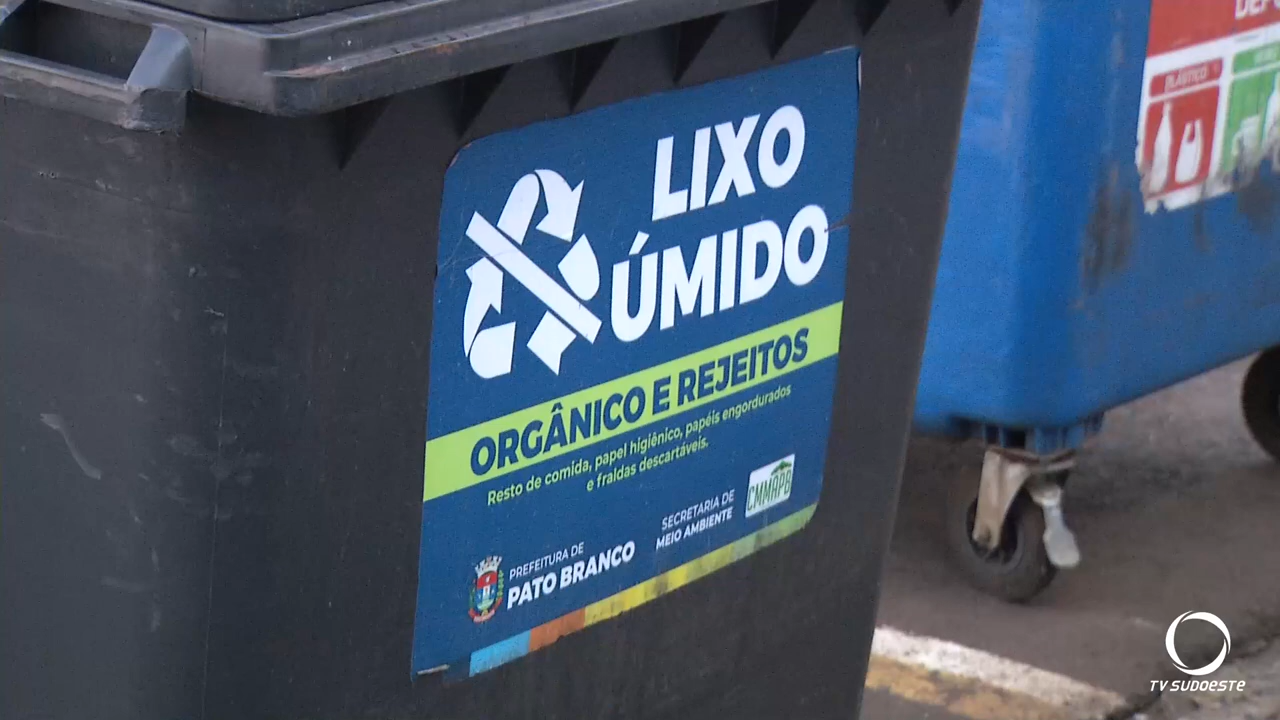 LIXO
ÚMIDO
ORGÂNICO E REJEITOS
Resto de comida, papel higiênico, papéis engordurados
e fraldas descartáveis.
PREFEITURA DE
PATO BRANCO
SECRETARIA DE
MEIO AMBIENTE
CMMAPB
PLÁSTICO
TV SUDOESTE